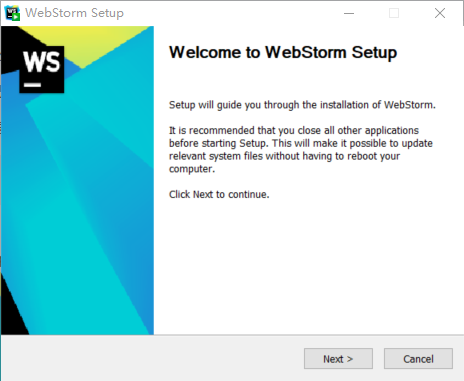 WebStorm Setup
WS
Welcome to WebStorm Setup
Setup will guide you through the installation of WebStorm.
It is recommended that you close all other applications
before starting Setup. This will make it possible to update
relevant system files without having to reboot your
computer.
Click Next to continue.
Next >
Cancel